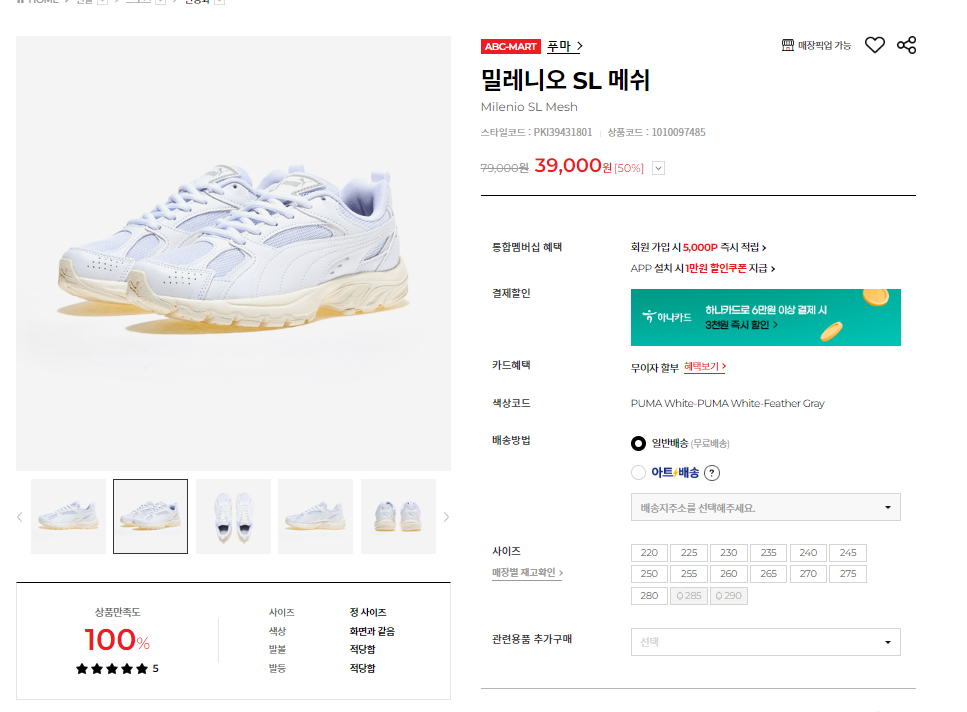 HOME
ABC-MART 푸마
매장픽업 가능
밀레니오 SL 메쉬
Milenio SL Mesh
스타일코드 : PKI39431801 | 상품코드 : 1010097485
79,000원 39,000원 [50%]
통합멤버십 혜택
회원 가입 시 5,000P 즉시 적립
APP 설치 시 1만원 할인쿠폰 지급
결제할인
하나카드
하나카드로 6만원 이상 결제 시
3천원 즉시 할인
카드혜택
무이자 할부 혜택보기
색상코드
PUMA White-PUMA White-Feather Gray
배송방법
일반배송 (무료배송)
아트배송 ?
배송지주소를 선택해주세요.
사이즈
매장별 재고확인
220 225 230 235 240 245
250 255 260 265 270 275
280 285 290
관련용품 추가구매
선택
상품만족도
100%
★★★★★ 5
사이즈 정 사이즈
색상 화면과 같음
발볼 적당함
발등 적당함